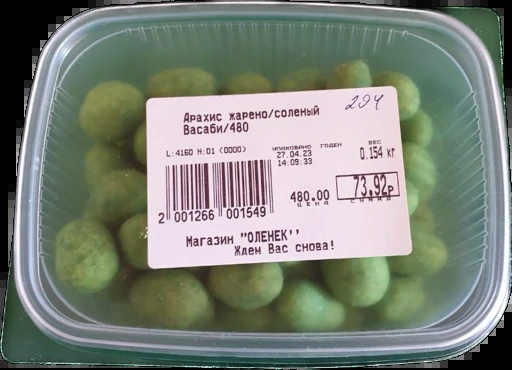 Арахис жарено/соленый
Васаби/480
204
L:4160 Н:01 (0000)
УПАКОВАНО ГОДЕН ВЕС
27.04.23
14:09:33
0.154 кг
480.00
ЦЕНА
73.92р
СУММА
2 001266 001549
Магазин "ОЛЕНЕК''
Ждем Вас снова!